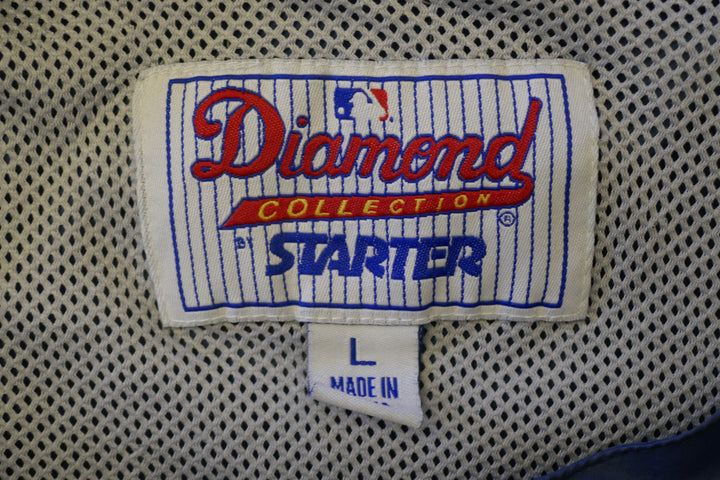 Diamond
COLLECTION
®
BY STARTER
L
MADE IN